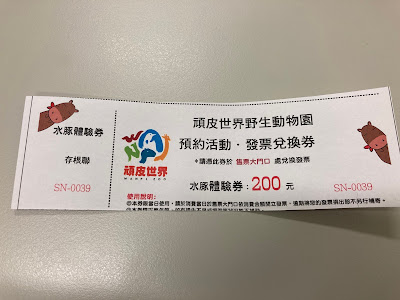 水豚體驗券
存根聯
SN-0039
頑皮世界
WANPI ZOO
頑皮世界野生動物園
預約活動・發票兌換券
*請憑此券於 售票大門口 處兌換發票
水豚體驗券：200 元
SN-0039
使用說明：